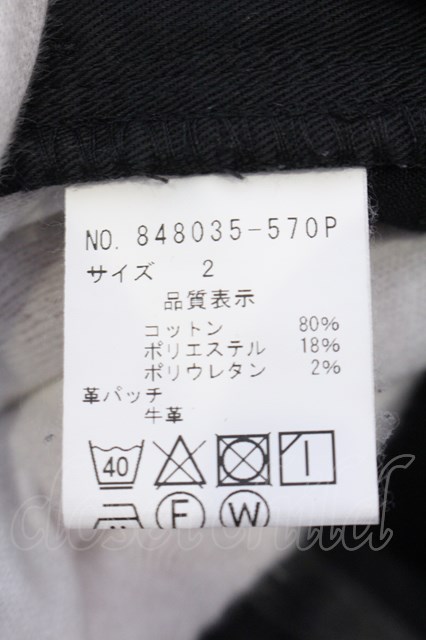 NO. 848035-570P
サイズ 2
品質表示
コットン 80%
ポリエステル 18%
ポリウレタン 2%
革パッチ
牛革
40
F W